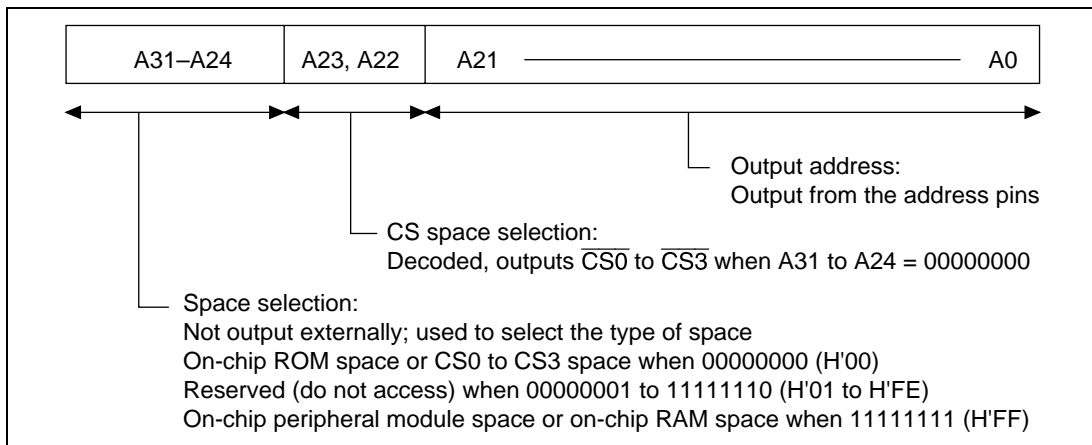 A31–A24 A23, A22 A21 A0
Output address:
Output from the address pins
CS space selection:
Decoded, outputs C̅S̅0̅ to C̅S̅3̅ when A31 to A24 = 00000000
Space selection:
Not output externally; used to select the type of space
On-chip ROM space or CS0 to CS3 space when 00000000 (H'00)
Reserved (do not access) when 00000001 to 11111110 (H'01 to H'FE)
On-chip peripheral module space or on-chip RAM space when 11111111 (H'FF)